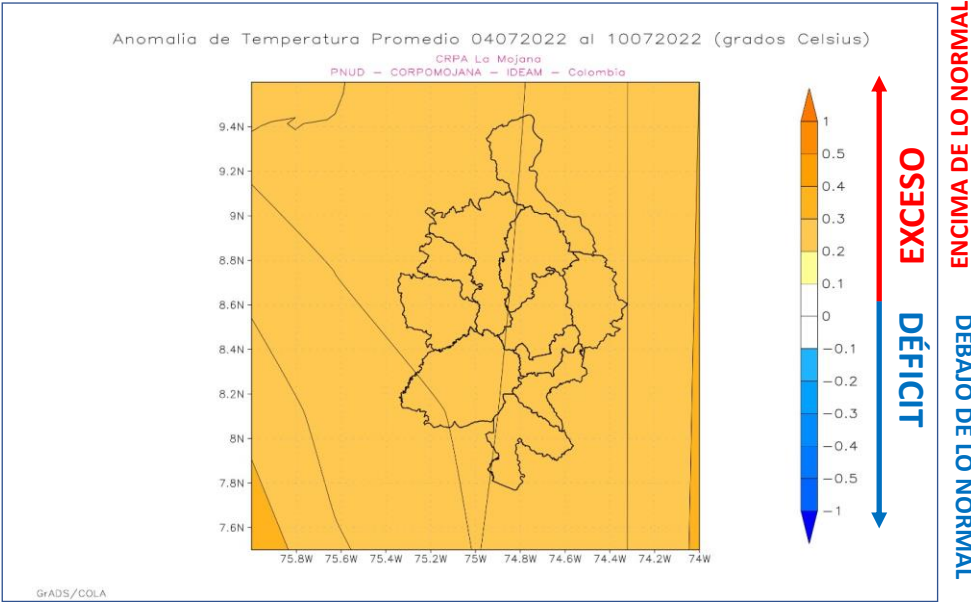 Anomalia de Temperatura Promedio 04072022 al 10072022 (grados Celsius)
CRPA La Mojana
PNUD – CORPOMOJANA – IDEAM – Colombia
9.4N
9.2N
9N
8.8N
8.6N
8.4N
8.2N
8N
7.8N
7.6N
75.8W 75.6W 75.4W 75.2W 75W 74.8W 74.6W 74.4W 74.2W 74W
1
0.5
0.4
0.3
0.2
0.1
0
−0.1
−0.2
−0.3
−0.4
−0.5
−1
EXCESO
DÉFICIT
ENCIMA DE LO NORMAL
DEBAJO DE LO NORMAL
GrADS/COLA